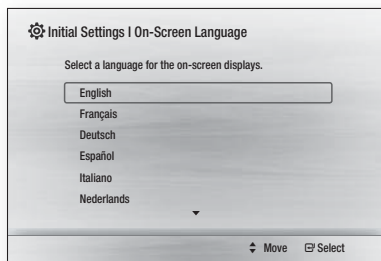 Initial Settings I On-Screen Language
Select a language for the on-screen displays.
English
Français
Deutsch
Español
Italiano
Nederlands
Move Select